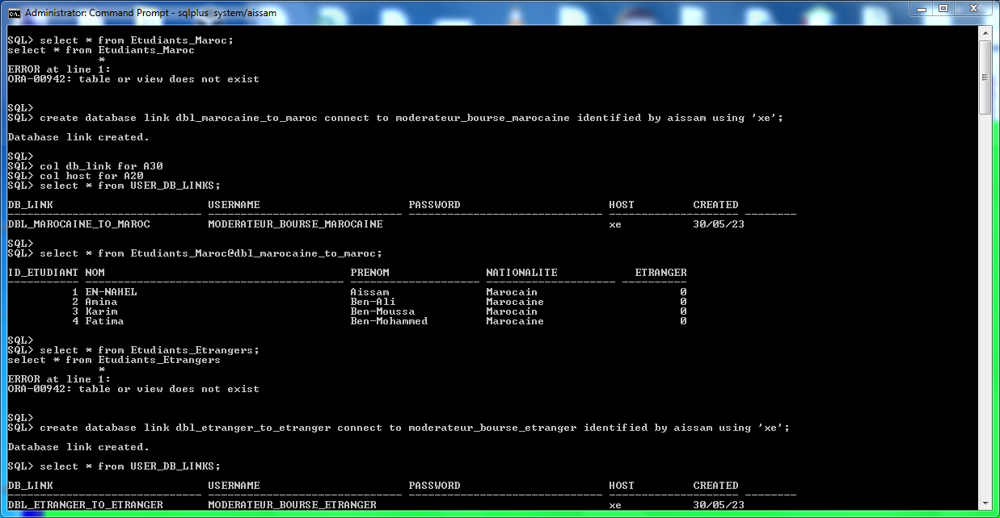 Administrator: Command Prompt - sqlplus system/aissam
SQL> select * from Etudiants_Maroc;
select * from Etudiants_Maroc
*
ERROR at line 1:
ORA-00942: table or view does not exist
SQL>
SQL> create database link dbl_marocaine_to_maroc connect to moderateur_bourse_marocaine identified by aissam using 'xe';
Database link created.
SQL>
SQL> col db_link for A30
SQL> col host for A20
SQL> select * from USER_DB_LINKS;
DB_LINK USERNAME PASSWORD HOST CREATED
DBL_MAROCAINE_TO_MAROC MODERATEUR_BOURSE_MAROCAINE xe 30/05/23
SQL>
SQL> select * from Etudiants_Maroc@dbl_marocaine_to_maroc;
ID_ETUDIANT NOM PRENOM NATIONALITE ETRANGER
1 EN-NAHEL Aissam Marocain 0
2 Amina Ben-Ali Marocaine 0
3 Karim Ben-Moussa Marocain 0
4 Fatima Ben-Mohammed Marocaine 0
SQL>
SQL> select * from Etudiants_Etrangers;
select * from Etudiants_Etrangers
*
ERROR at line 1:
ORA-00942: table or view does not exist
SQL>
SQL> create database link dbl_etranger_to_etranger connect to moderateur_bourse_etranger identified by aissam using 'xe';
Database link created.
SQL> select * from USER_DB_LINKS;
DB_LINK USERNAME PASSWORD HOST CREATED
DBL_ETRANGER_TO_ETRANGER MODERATEUR_BOURSE_ETRANGER xe 30/05/23